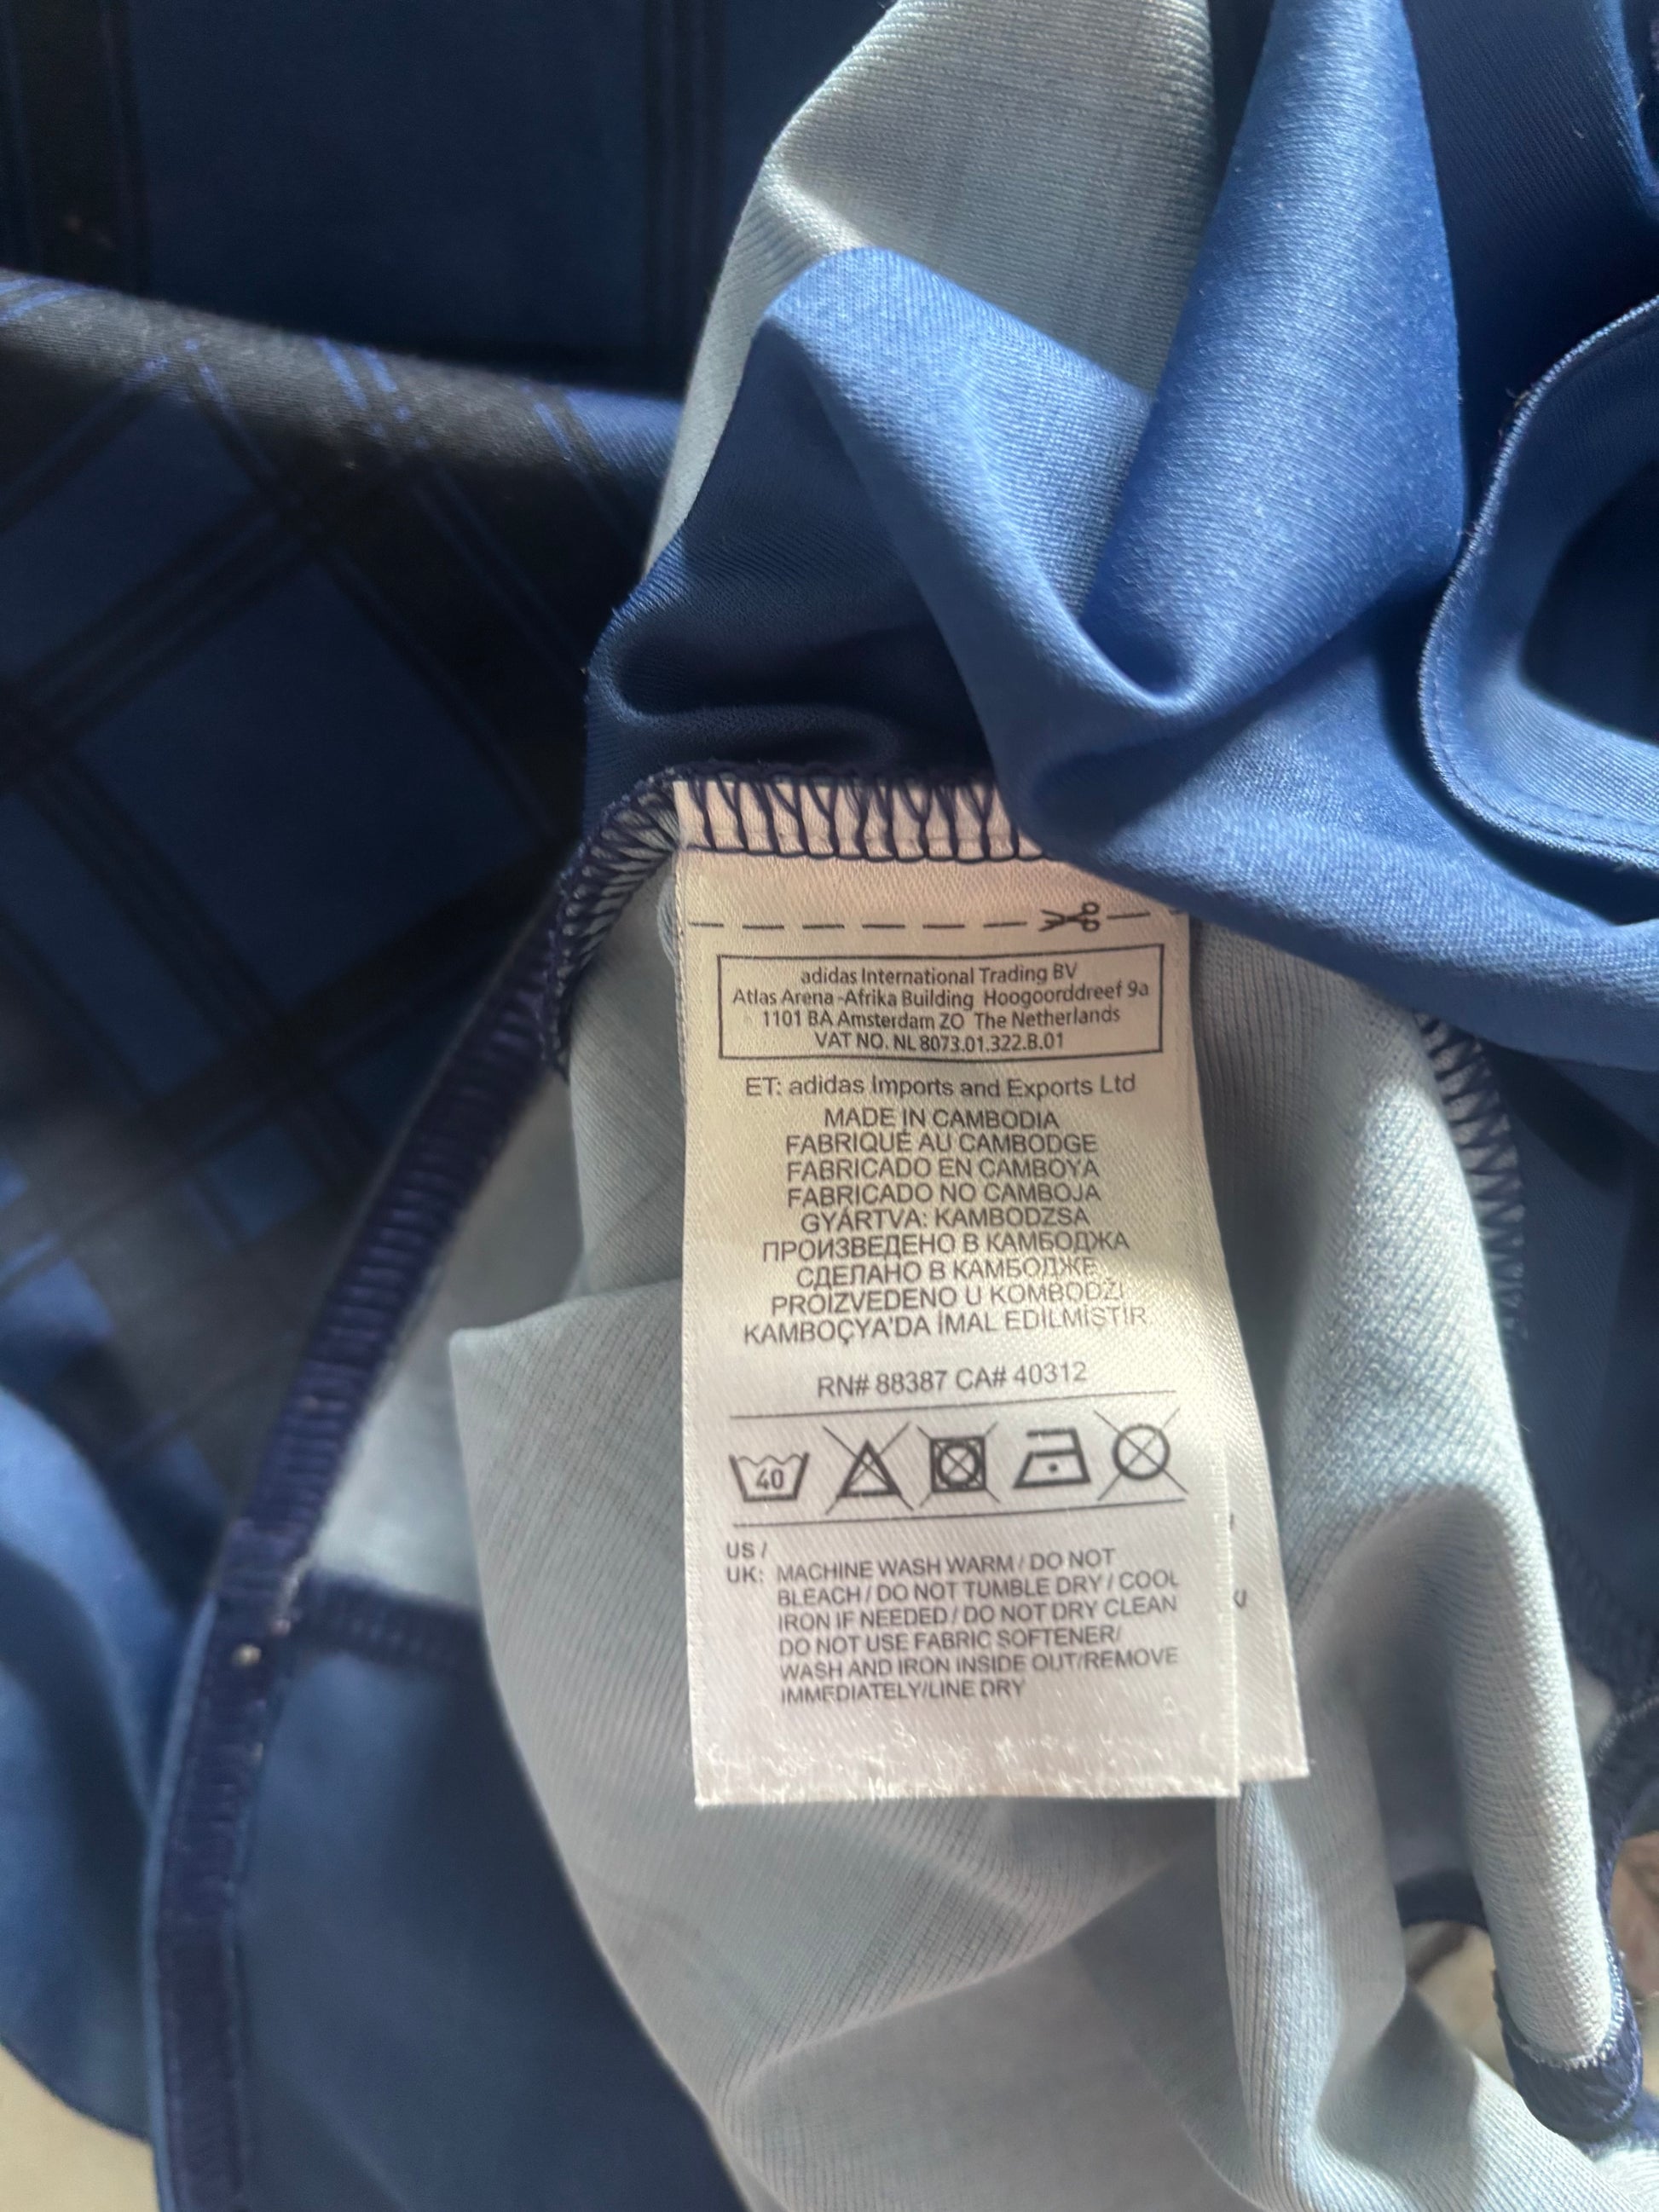 adidas International Trading BV
Atlas Arena-Afrika Building Hoogoorddreef 9a
1101 BA Amsterdam ZO The Netherlands
VAT NO. NL 8073.01.322.B.01
ET: adidas Imports and Exports Ltd
MADE IN CAMBODIA
FABRIQUÉ AU CAMBODGE
FABRICADO EN CAMBOYA
FABRICADO NO CAMBOJA
GYÁRTVA: KAMBODZSA
ПРОИЗВЕДЕНО В КАМБОДЖА
СДЕЛАНО В КАМБОДЖЕ
PROIZVEDENO U KOMBODŽI
KAMBOÇYA'DA İMAL EDİLMİSTİR
RN# 88387 CA# 40312
40
US /
UK: MACHINE WASH WARM / DO NOT
BLEACH / DO NOT TUMBLE DRY / COOL
IRON IF NEEDED / DO NOT DRY CLEAN
DO NOT USE FABRIC SOFTENER/
WASH AND IRON INSIDE OUT/REMOVE
IMMEDIATELY/LINE DRY